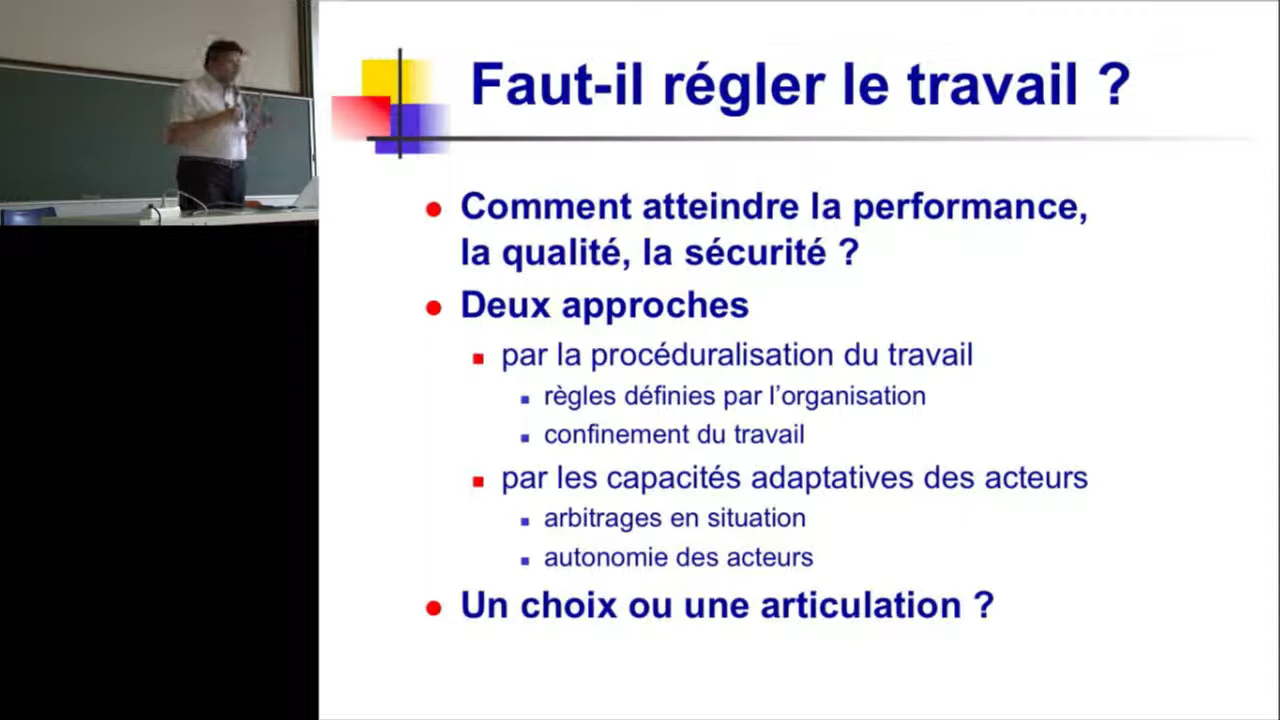 Faut-il régler le travail ?
Comment atteindre la performance,
la qualité, la sécurité ?
Deux approches
par la procéduralisation du travail
règles définies par l’organisation
confinement du travail
par les capacités adaptatives des acteurs
arbitrages en situation
autonomie des acteurs
Un choix ou une articulation ?